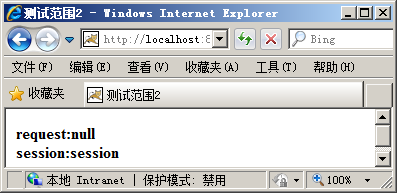 测试范围2 - Windows Internet Explorer
http://localhost:8
Bing
文件(F) 编辑(E) 查看(V) 收藏夹(A) 工具(T) 帮助(H)
收藏夹 测试范围2
request:null
session:session
本地 Intranet | 保护模式: 禁用 100%